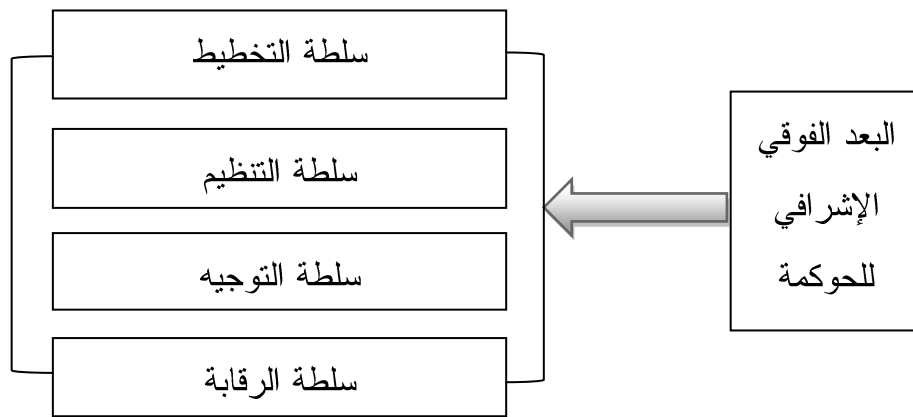 البعد الفوقي
الإشرافي
للحوكمة
سلطة التخطيط
سلطة التنظيم
سلطة التوجيه
سلطة الرقابة